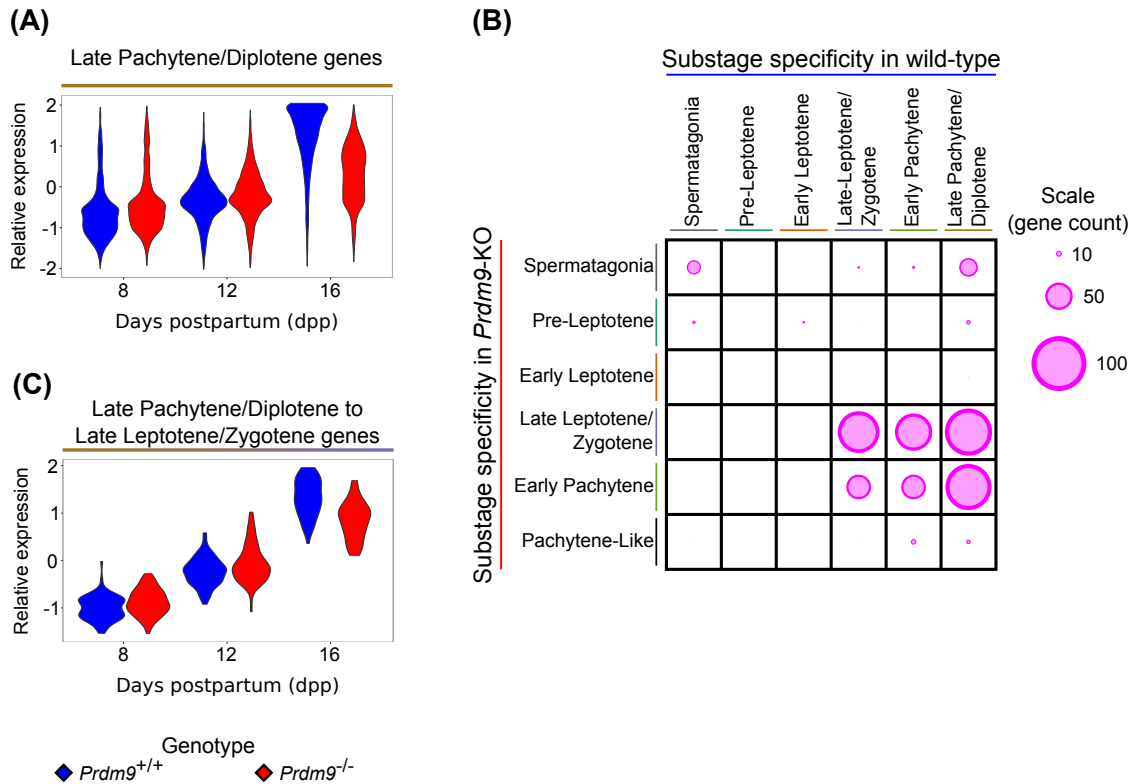 (A)
Late Pachytene/Diplotene genes
Relative expression
2
1
0
-1
-2
8
12
16
Days postpartum (dpp)
(B)
Substage specificity in wild-type
Spermatagonia
Pre-Leptotene
Early Leptotene
Late-Leptotene/
Zygotene
Early Pachytene
Late Pachytene/
Diplotene
Substage specificity in Prdm9-KO
Spermatagonia
Pre-Leptotene
Early Leptotene
Late Leptotene/
Zygotene
Early Pachytene
Pachytene-Like
Scale
(gene count)
10
50
100
(C)
Late Pachytene/Diplotene to
Late Leptotene/Zygotene genes
Relative expression
2
1
0
-1
8
12
16
Days postpartum (dpp)
Genotype
Prdm9+/+
Prdm9-/-